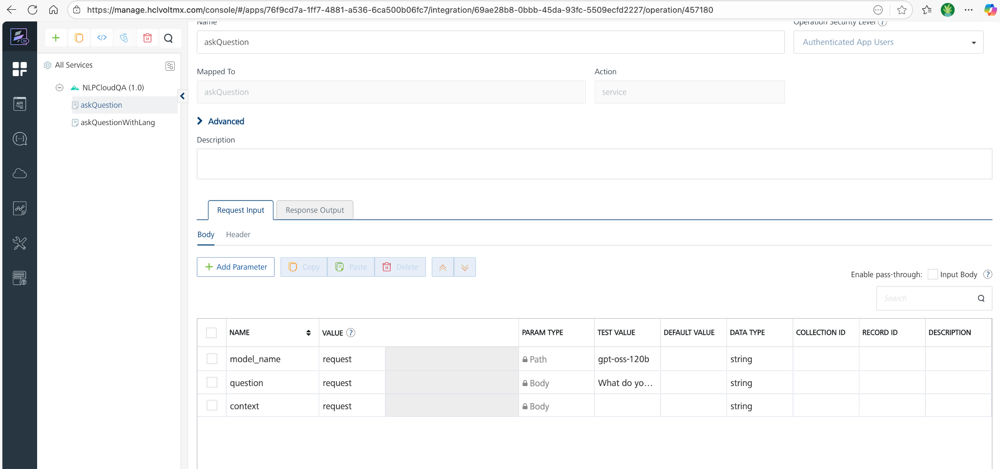 https://manage.hclvoltmx.com/console/#/apps/76f9cd7a-1ff7-4881-a536-6ca500b06fc7/integration/69ae28b8-0bbb-45da-93fc-5509ecfd2227/operation/457180
All Services
NLPCloudQA (1.0)
askQuestion
askQuestionWithLang
Name
Operation Security Level ?
askQuestion
Authenticated App Users
Mapped To
Action
askQuestion
service
Advanced
Description
Request Input
Response Output
Body
Header
Add Parameter
Copy
Paste
Delete
Enable pass-through: Input Body ?
Search
NAME VALUE ? PARAM TYPE TEST VALUE DEFAULT VALUE DATA TYPE COLLECTION ID RECORD ID DESCRIPTION
model_name request Path gpt-oss-120b string
question request Body What do yo... string
context request Body string